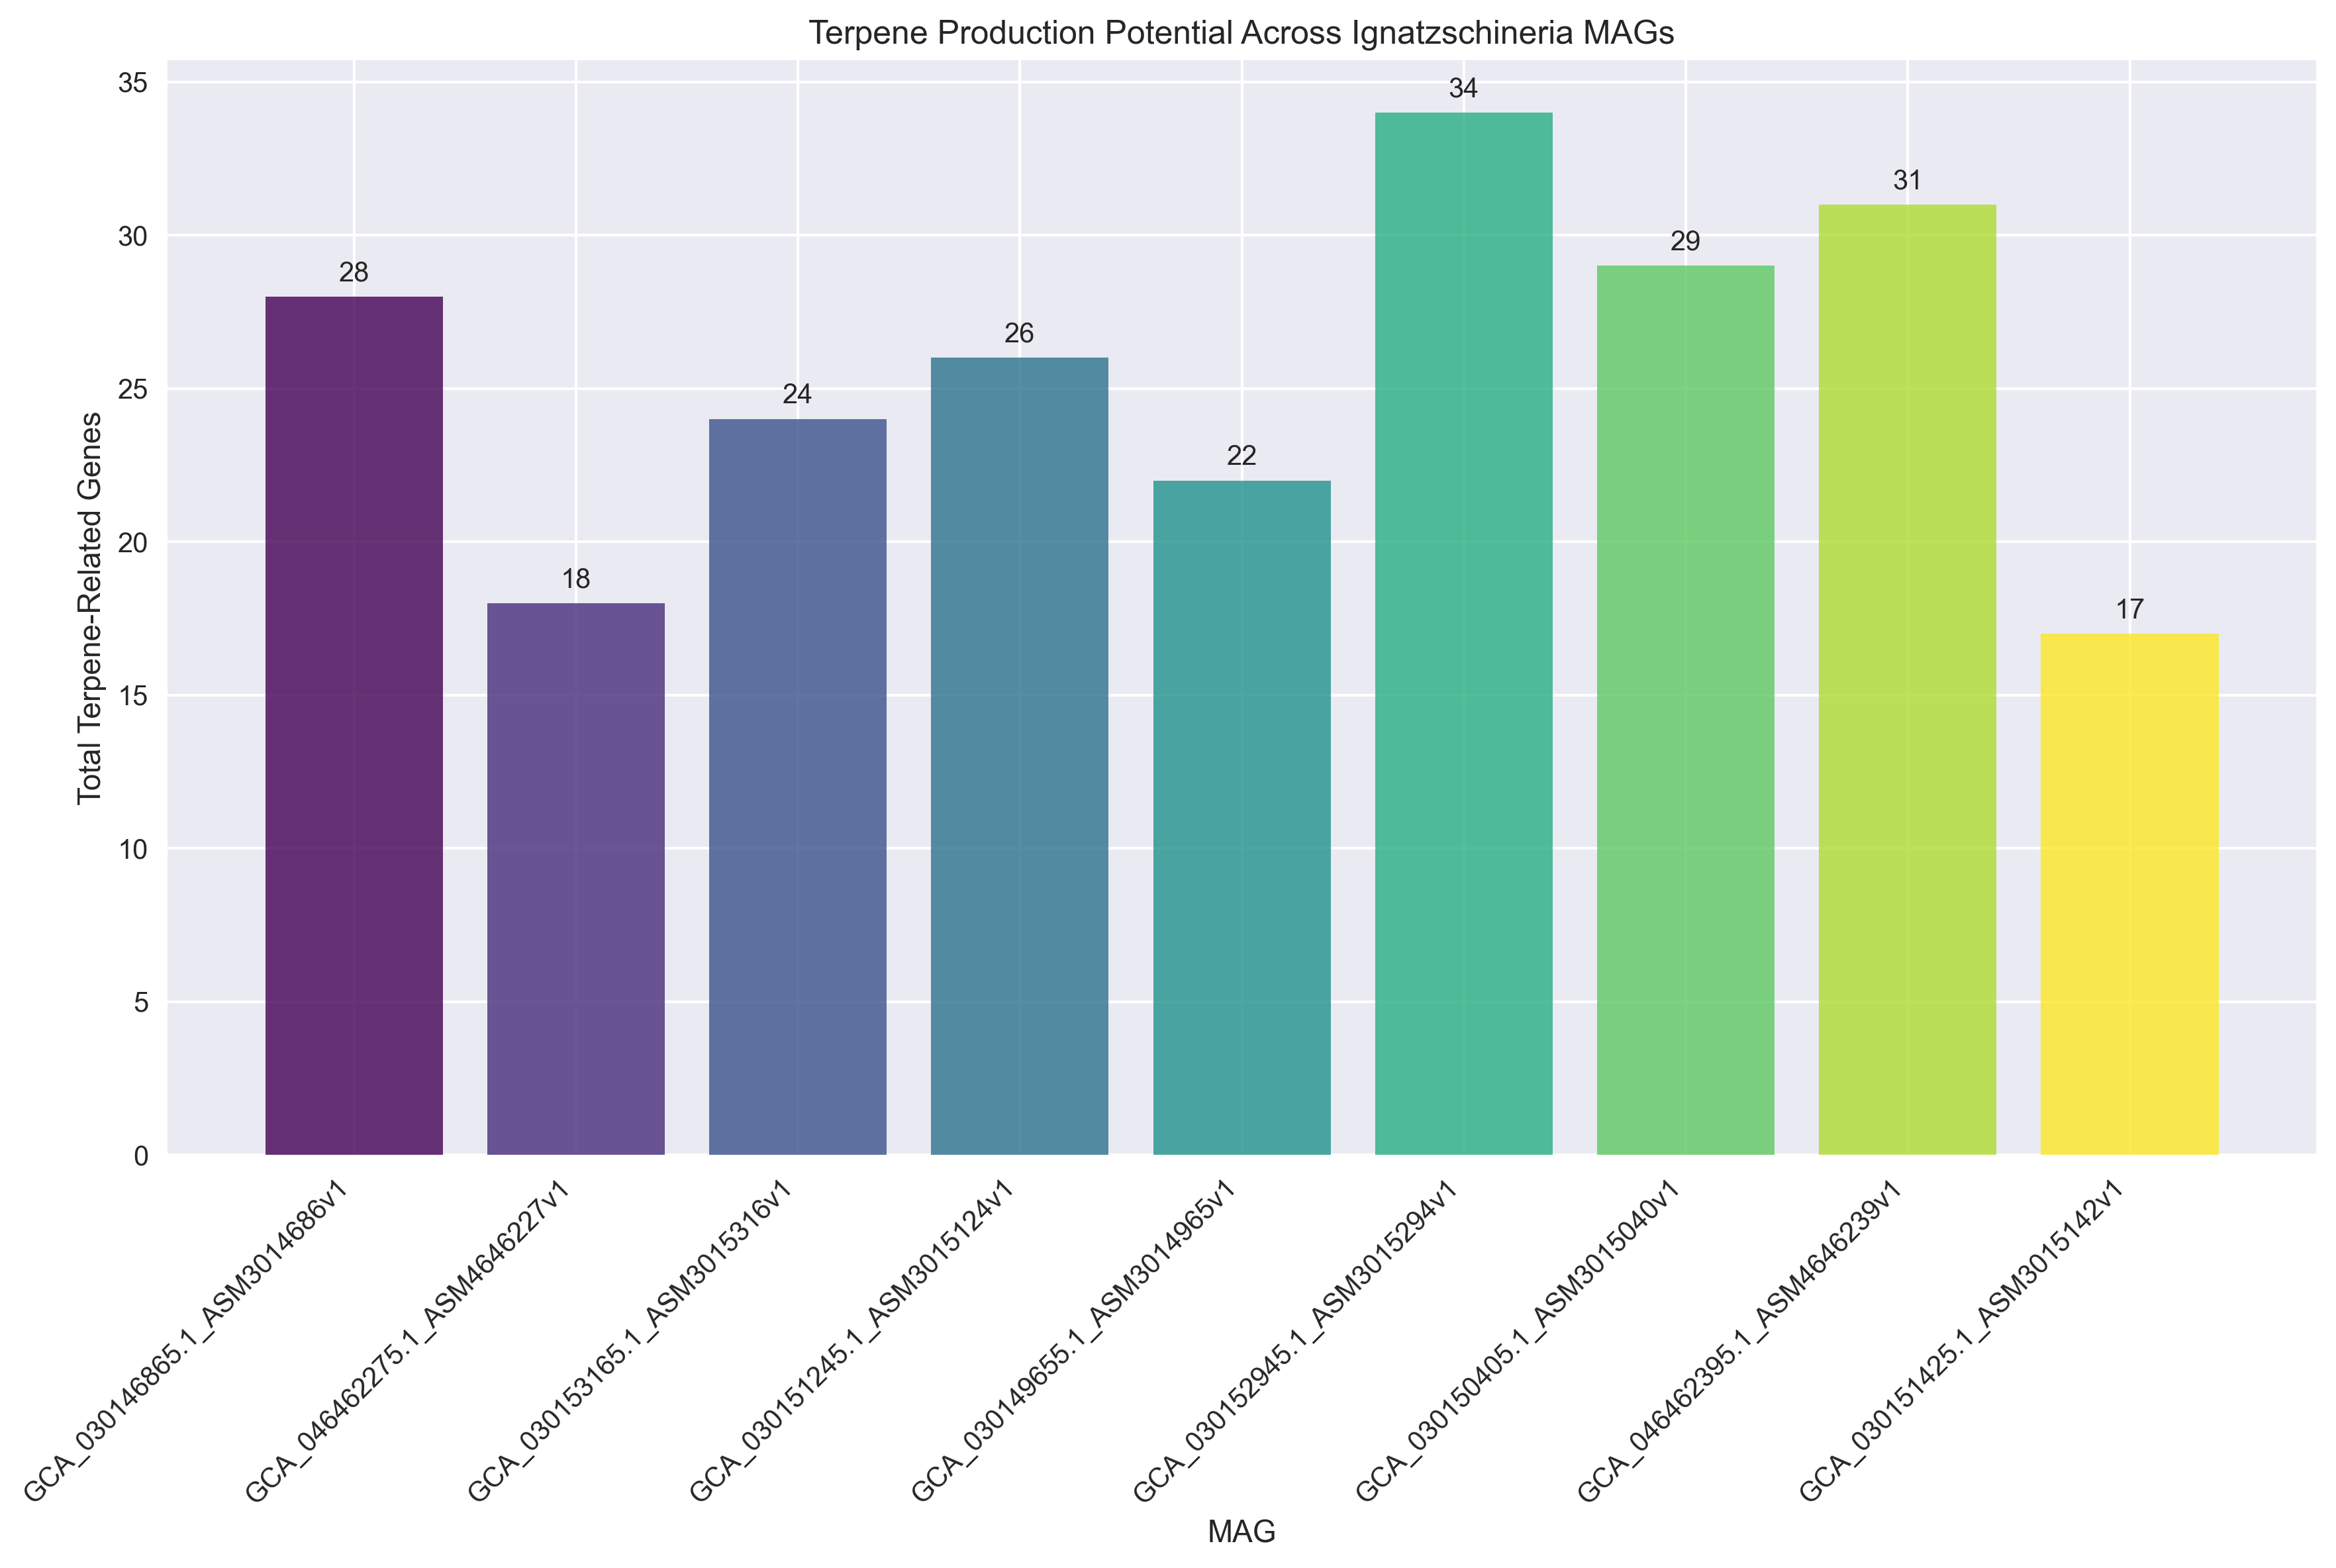 Terpene Production Potential Across Ignatzschineria MAGs
Total Terpene-Related Genes
35
30
25
20
15
10
5
0
28
18
24
26
22
34
29
31
17
GCA_030146865.1_ASM3014686v1
GCA_046462275.1_ASM4646227v1
GCA_030153165.1_ASM3015316v1
GCA_030151245.1_ASM3015124v1
GCA_030149655.1_ASM3014965v1
GCA_030152945.1_ASM3015294v1
GCA_030150405.1_ASM3015040v1
GCA_046462395.1_ASM4646239v1
GCA_030151425.1_ASM3015142v1
MAG